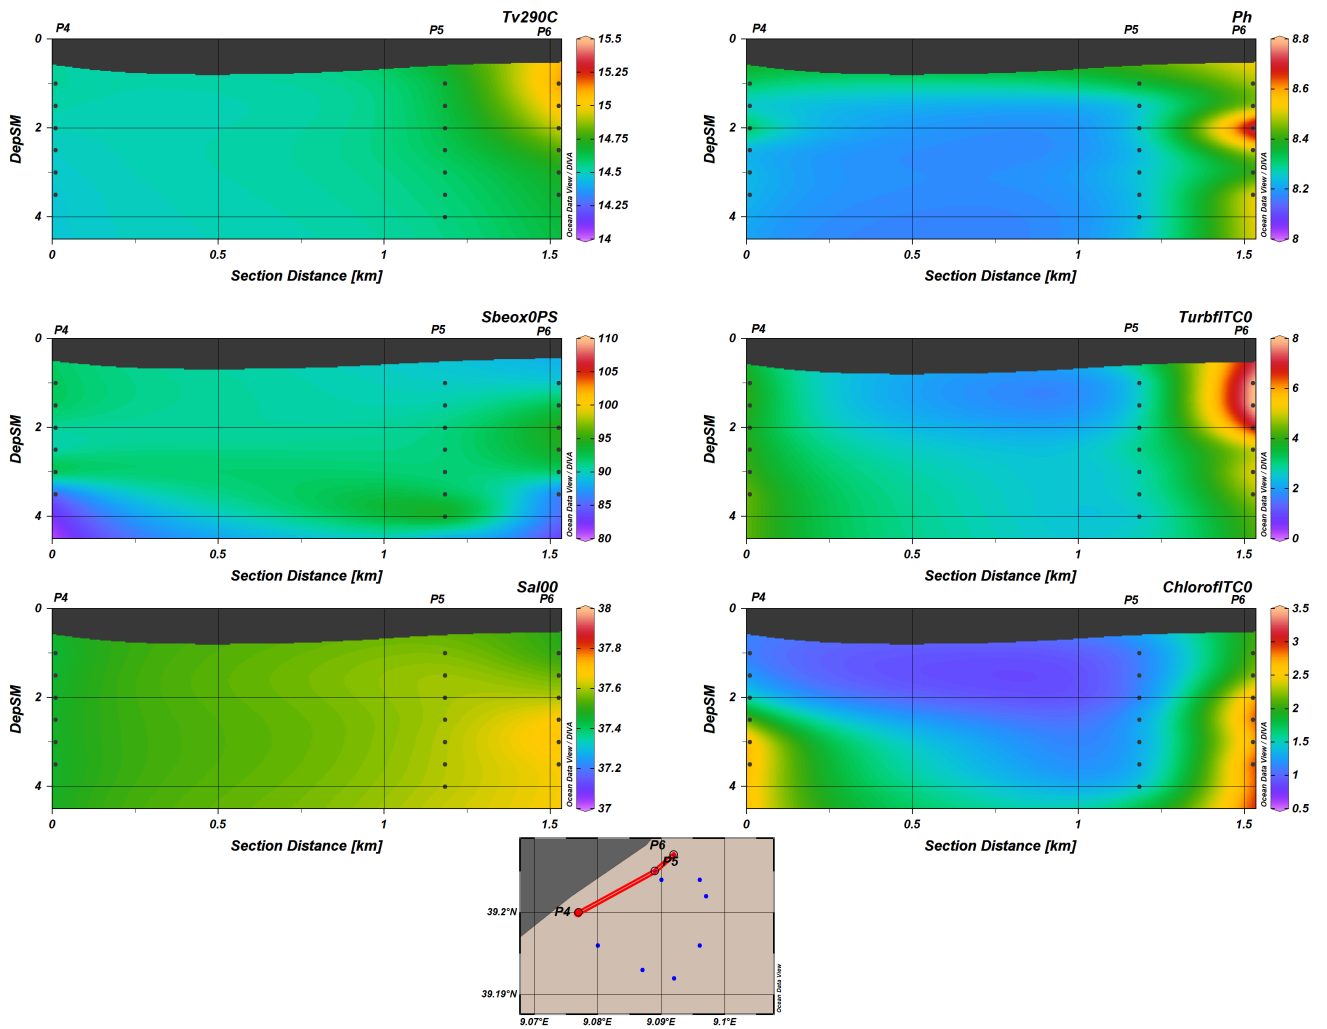 Tv290C
P4 P5 P6
0
2
4
DepSM
0 0.5 1 1.5
Section Distance [km]
15.5
15.25
15
14.75
14.5
14.25
14
Ocean Data View / DIVA
Ph
P4 P5 P6
0
2
4
DepSM
0 0.5 1 1.5
Section Distance [km]
8.8
8.6
8.4
8.2
8
Ocean Data View / DIVA
Sbeox0PS
P4 P5 P6
0
2
4
DepSM
0 0.5 1 1.5
Section Distance [km]
110
105
100
95
90
85
80
Ocean Data View / DIVA
TurbflTC0
P4 P5 P6
0
2
4
DepSM
0 0.5 1 1.5
Section Distance [km]
8
6
4
2
0
Ocean Data View / DIVA
Sal00
P4 P5 P6
0
2
4
DepSM
0 0.5 1 1.5
Section Distance [km]
38
37.8
37.6
37.4
37.2
37
Ocean Data View / DIVA
ChloroflTC0
P4 P5 P6
0
2
4
DepSM
0 0.5 1 1.5
Section Distance [km]
3.5
3
2.5
2
1.5
1
0.5
Ocean Data View / DIVA
P6
P5
P4
39.2°N
39.19°N
9.07°E 9.08°E 9.09°E 9.1°E
Ocean Data View